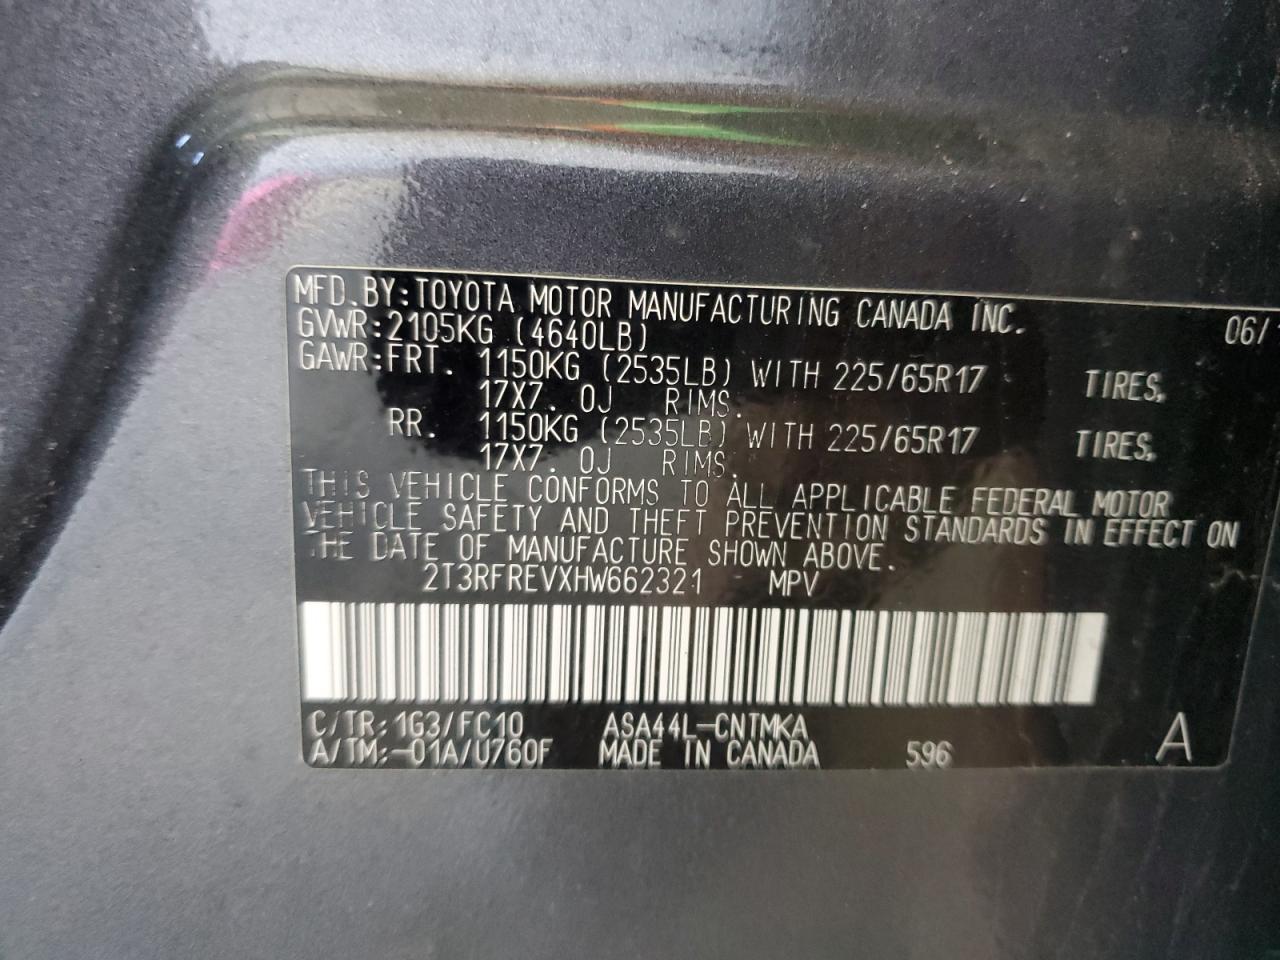 MFD.BY:TOYOTA MOTOR MANUFACTURING CANADA INC. 06/
GVWR:2105KG (4640LB)
GAWR:FRT. 1150KG (2535LB) WITH 225/65R17 TIRES,
17X7.0J RIMS.
RR. 1150KG (2535LB) WITH 225/65R17 TIRES,
17X7.0J RIMS.
THIS VEHICLE CONFORMS TO ALL APPLICABLE FEDERAL MOTOR
VEHICLE SAFETY AND THEFT PREVENTION STANDARDS IN EFFECT ON
THE DATE OF MANUFACTURE SHOWN ABOVE.
2T3RFREVXHW662321 MPV
C/TR:1G3/FC10 ASA44L-CNTMKA
A/TM:-01A/U760F MADE IN CANADA 596 A